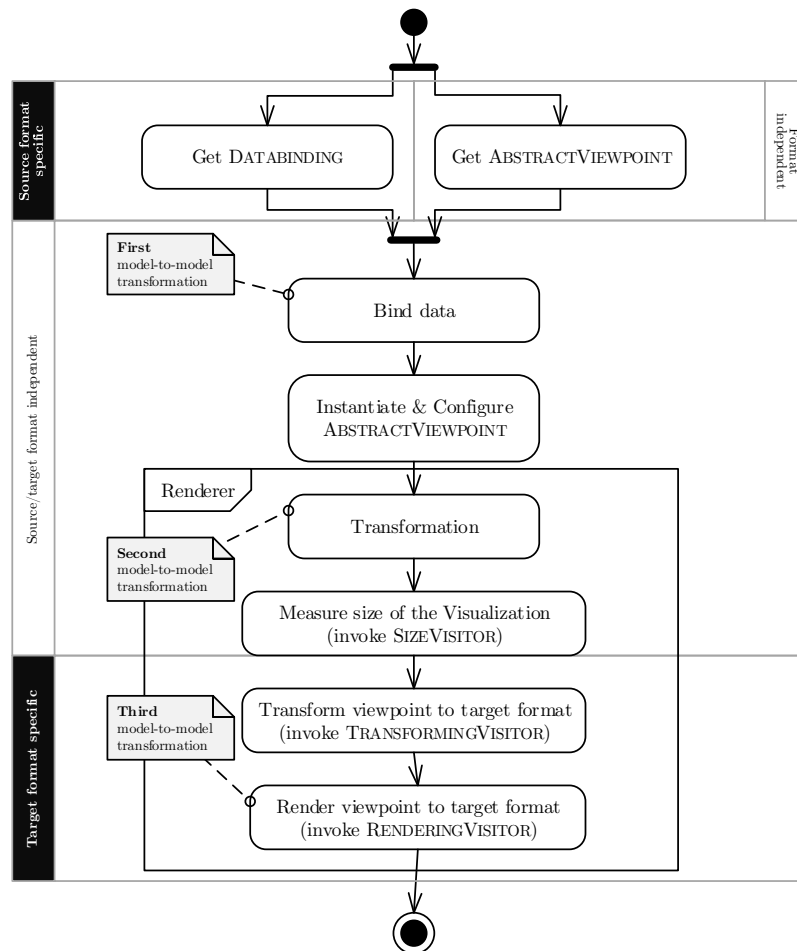 Source format
specific
Get DATABINDING
Get ABSTRACTVIEWPOINT
Format
independent
First
model-to-model
transformation
Bind data
Instantiate & Configure
ABSTRACTVIEWPOINT
Source/target format independent
Renderer
Transformation
Second
model-to-model
transformation
Measure size of the Visualization
(invoke SIZEVISITOR)
Target format specific
Third
model-to-model
transformation
Transform viewpoint to target format
(invoke TRANSFORMINGVISITOR)
Render viewpoint to target format
(invoke RENDERINGVISITOR)